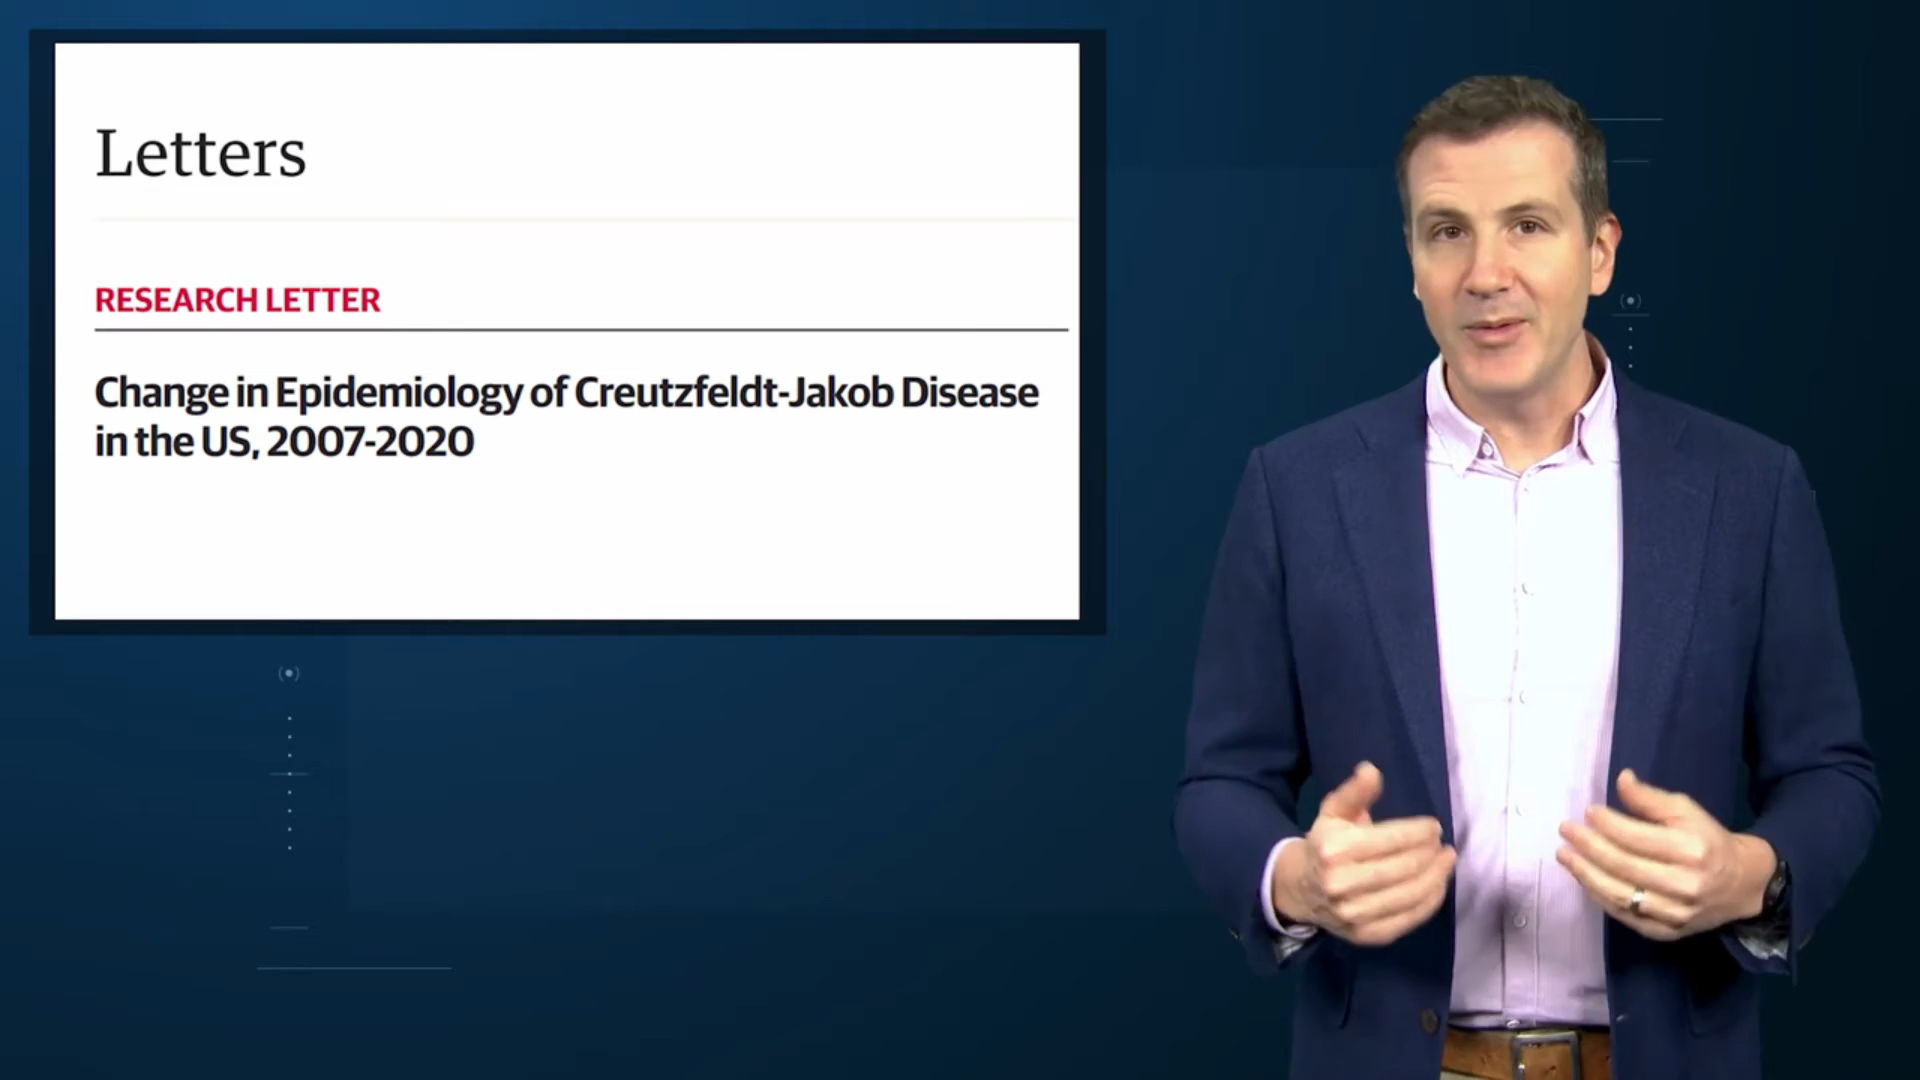 Letters
RESEARCH LETTER
Change in Epidemiology of Creutzfeldt-Jakob Disease
in the US, 2007-2020